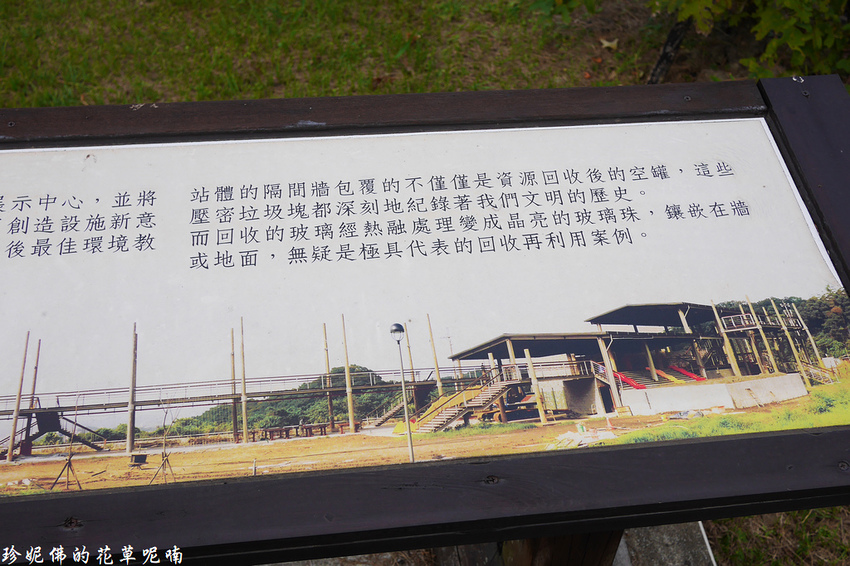 示中心，並將
創造設施新意
後最佳環境教
站體的隔間牆包覆的不僅僅是資源回收後的空罐，這些
壓密垃圾塊都深刻地紀錄著我們文明的歷史。
而回收的玻璃經熱融處理變成晶亮的玻璃珠，鑲嵌在牆
或地面，無疑是極具代表的回收再利用案例。
珍妮佛的花草呢喃